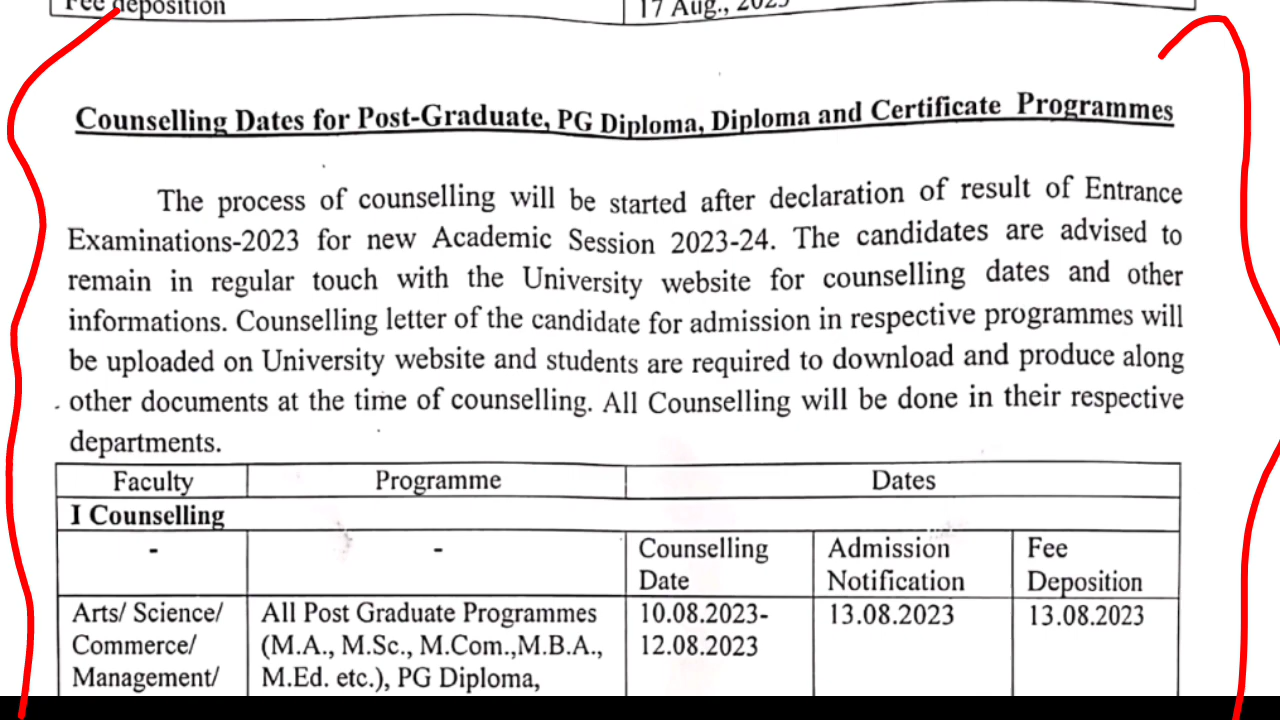 Fee deposition 17 Aug., 2023
Counselling Dates for Post-Graduate, PG Diploma, Diploma and Certificate Programmes
The process of counselling will be started after declaration of result of Entrance
Examinations-2023 for new Academic Session 2023-24. The candidates are advised to
remain in regular touch with the University website for counselling dates and other
informations. Counselling letter of the candidate for admission in respective programmes will
be uploaded on University website and students are required to download and produce along
other documents at the time of counselling. All Counselling will be done in their respective
departments.
Faculty Programme Dates
I Counselling
- - Counselling Admission Fee
Date Notification Deposition
Arts/ Science/ All Post Graduate Programmes 10.08.2023- 13.08.2023 13.08.2023
Commerce/ (M.A., M.Sc., M.Com.,M.B.A., 12.08.2023
Management/ M.Ed. etc.), PG Diploma,